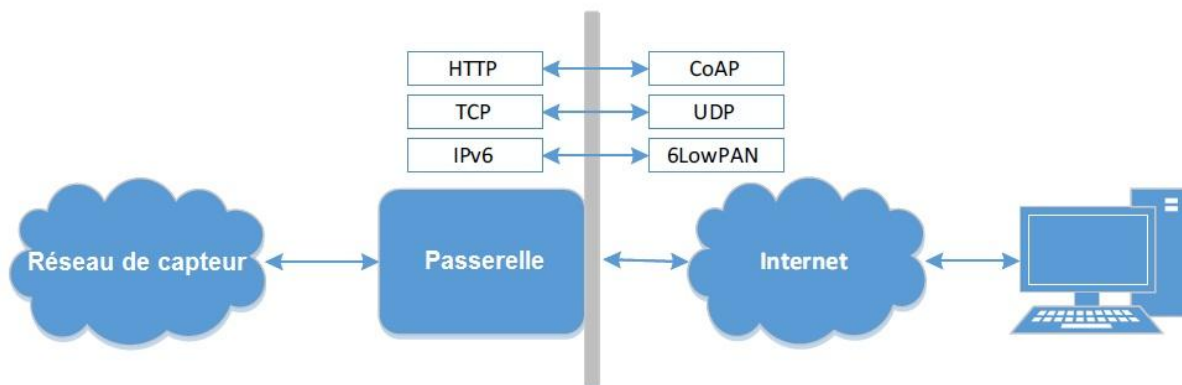 HTTP CoAP
TCP UDP
IPv6 6LowPAN
Réseau de capteur Passerelle Internet